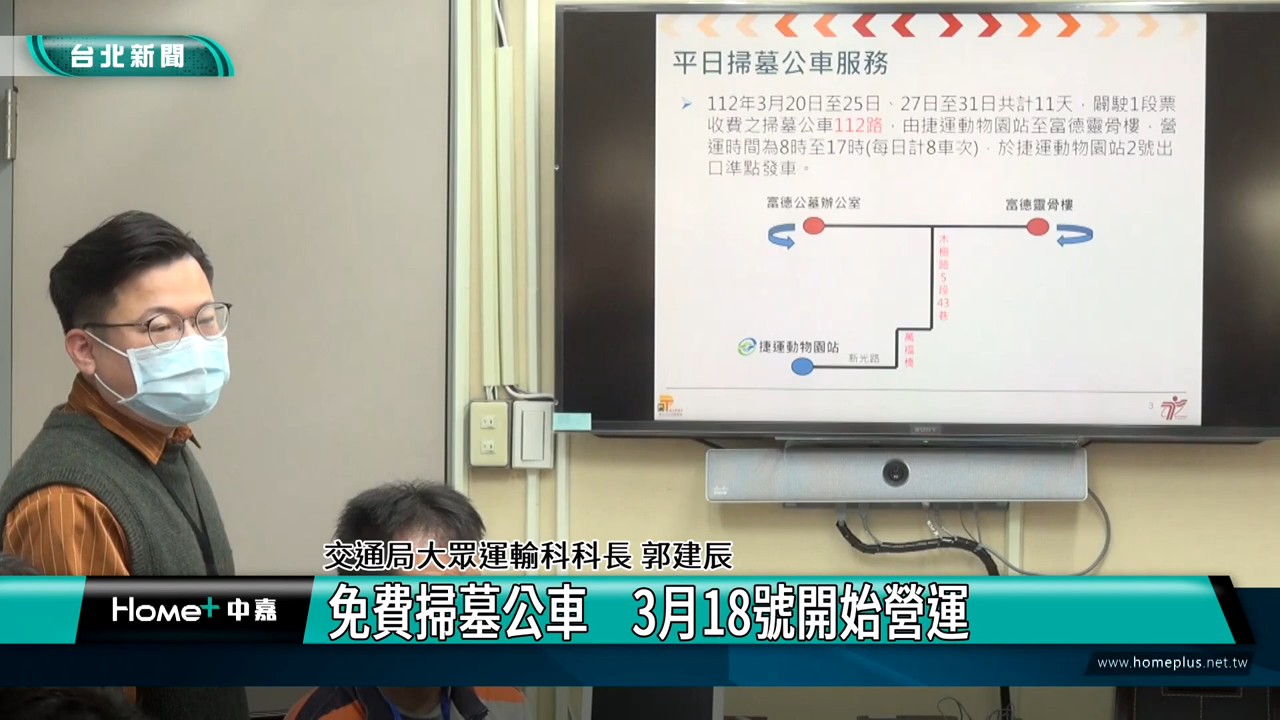 台北新聞
平日掃墓公車服務
112年3月20日至25日、27日至31日共計11天，闢駛1段票
收費之掃墓公車112路，由捷運動物園站至富德靈骨樓，營
運時間為8時至17時(每日計8車次)，於捷運動物園站2號出
口準點發車。
富德公墓辦公室
富德靈骨樓
木柵路5段43巷
萬福橋
捷運動物園站
新光路
3
SONY
交通局大眾運輸科科長 郭建辰
Home+ 中嘉
免費掃墓公車 3月18號開始營運
www.homeplus.net.tw